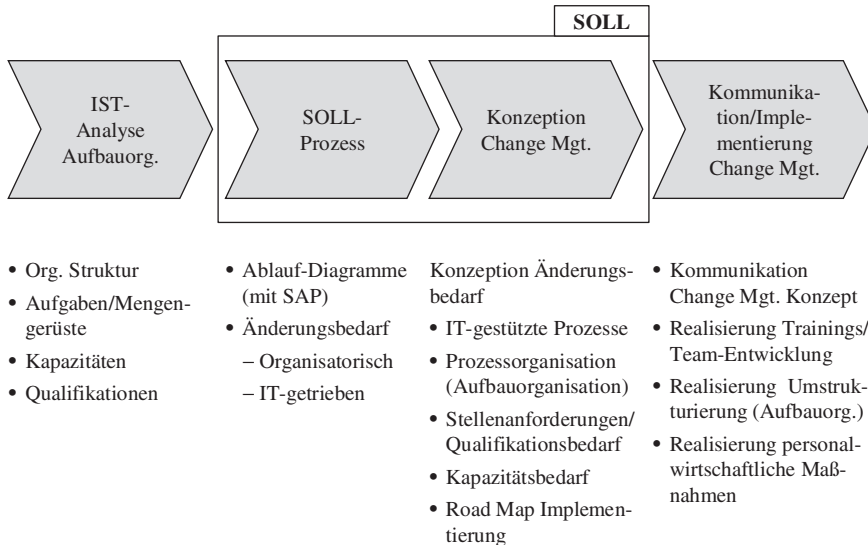 SOLL
IST-
Analyse
Aufbauorg.
SOLL-
Prozess
Konzeption
Change Mgt.
Kommunika-
tion/Imple-
mentierung
Change Mgt.
• Org. Struktur
• Aufgaben/Mengen-
gerüste
• Kapazitäten
• Qualifikationen
• Ablauf-Diagramme
(mit SAP)
• Änderungsbedarf
– Organisatorisch
– IT-getrieben
Konzeption Änderungs-
bedarf
• IT-gestützte Prozesse
• Prozessorganisation
(Aufbauorganisation)
• Stellenanforderungen/
Qualifikationsbedarf
• Kapazitätsbedarf
• Road Map Implemen-
tierung
• Kommunikation
Change Mgt. Konzept
• Realisierung Trainings/
Team-Entwicklung
• Realisierung Umstruk-
turierung (Aufbauorg.)
• Realisierung personal-
wirtschaftliche Maß-
nahmen